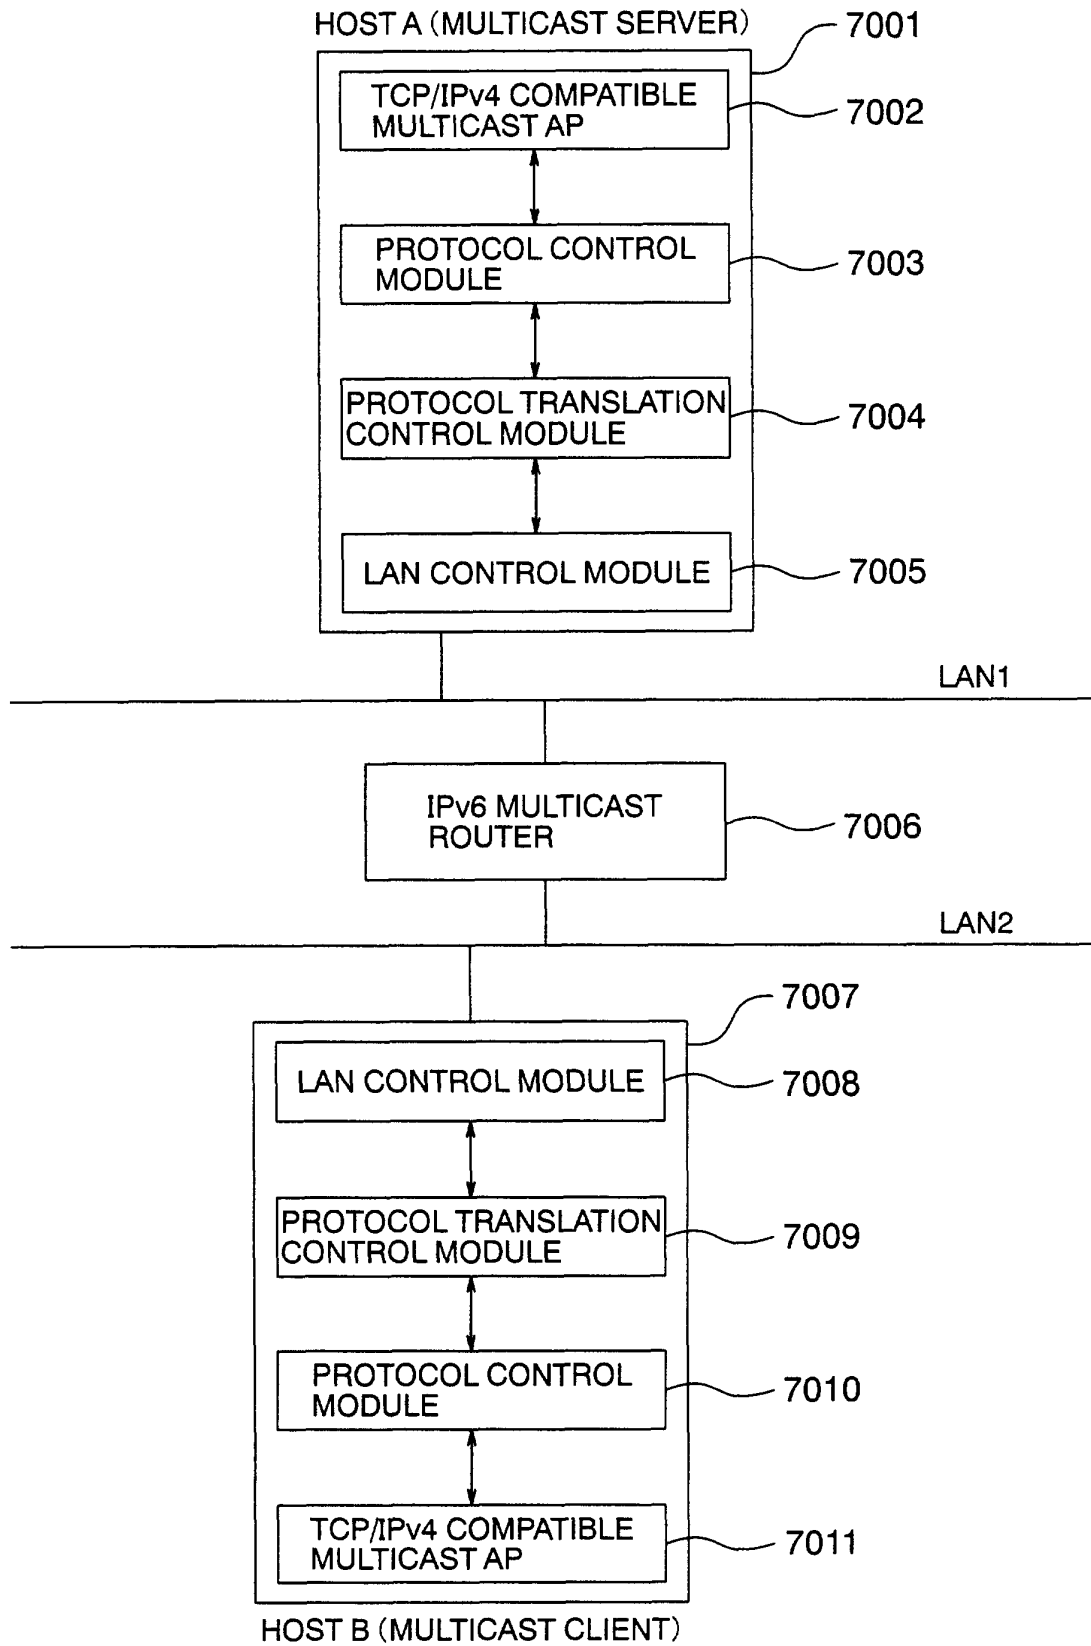 HOST A (MULTICAST SERVER)
7001
TCP/IPv4 COMPATIBLE
MULTICAST AP
7002
PROTOCOL CONTROL
MODULE
7003
PROTOCOL TRANSLATION
CONTROL MODULE
7004
LAN CONTROL MODULE
7005
LAN1
IPv6 MULTICAST
ROUTER
7006
LAN2
7007
LAN CONTROL MODULE
7008
PROTOCOL TRANSLATION
CONTROL MODULE
7009
PROTOCOL CONTROL
MODULE
7010
TCP/IPv4 COMPATIBLE
MULTICAST AP
7011
HOST B (MULTICAST CLIENT)